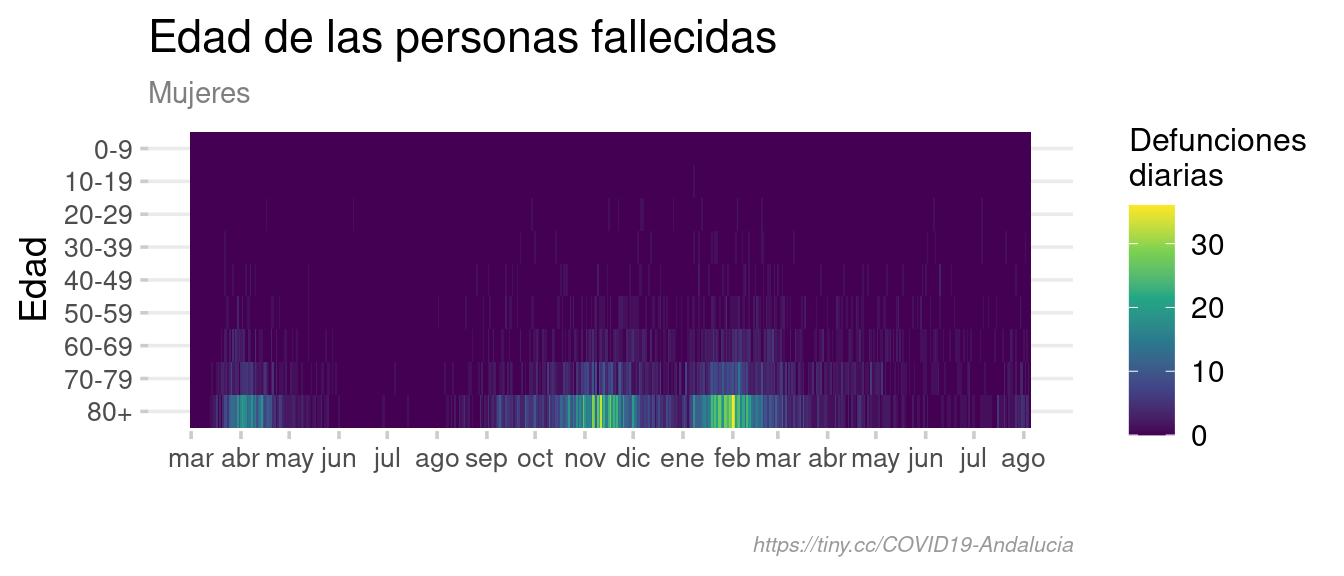 Edad de las personas fallecidas
Mujeres
Defunciones
diarias
30
20
10
0
Edad
0-9
10-19
20-29
30-39
40-49
50-59
60-69
70-79
80+
mar abr may jun jul ago sep oct nov dic ene feb mar abr may jun jul ago
https://tiny.cc/COVID19-Andalucia